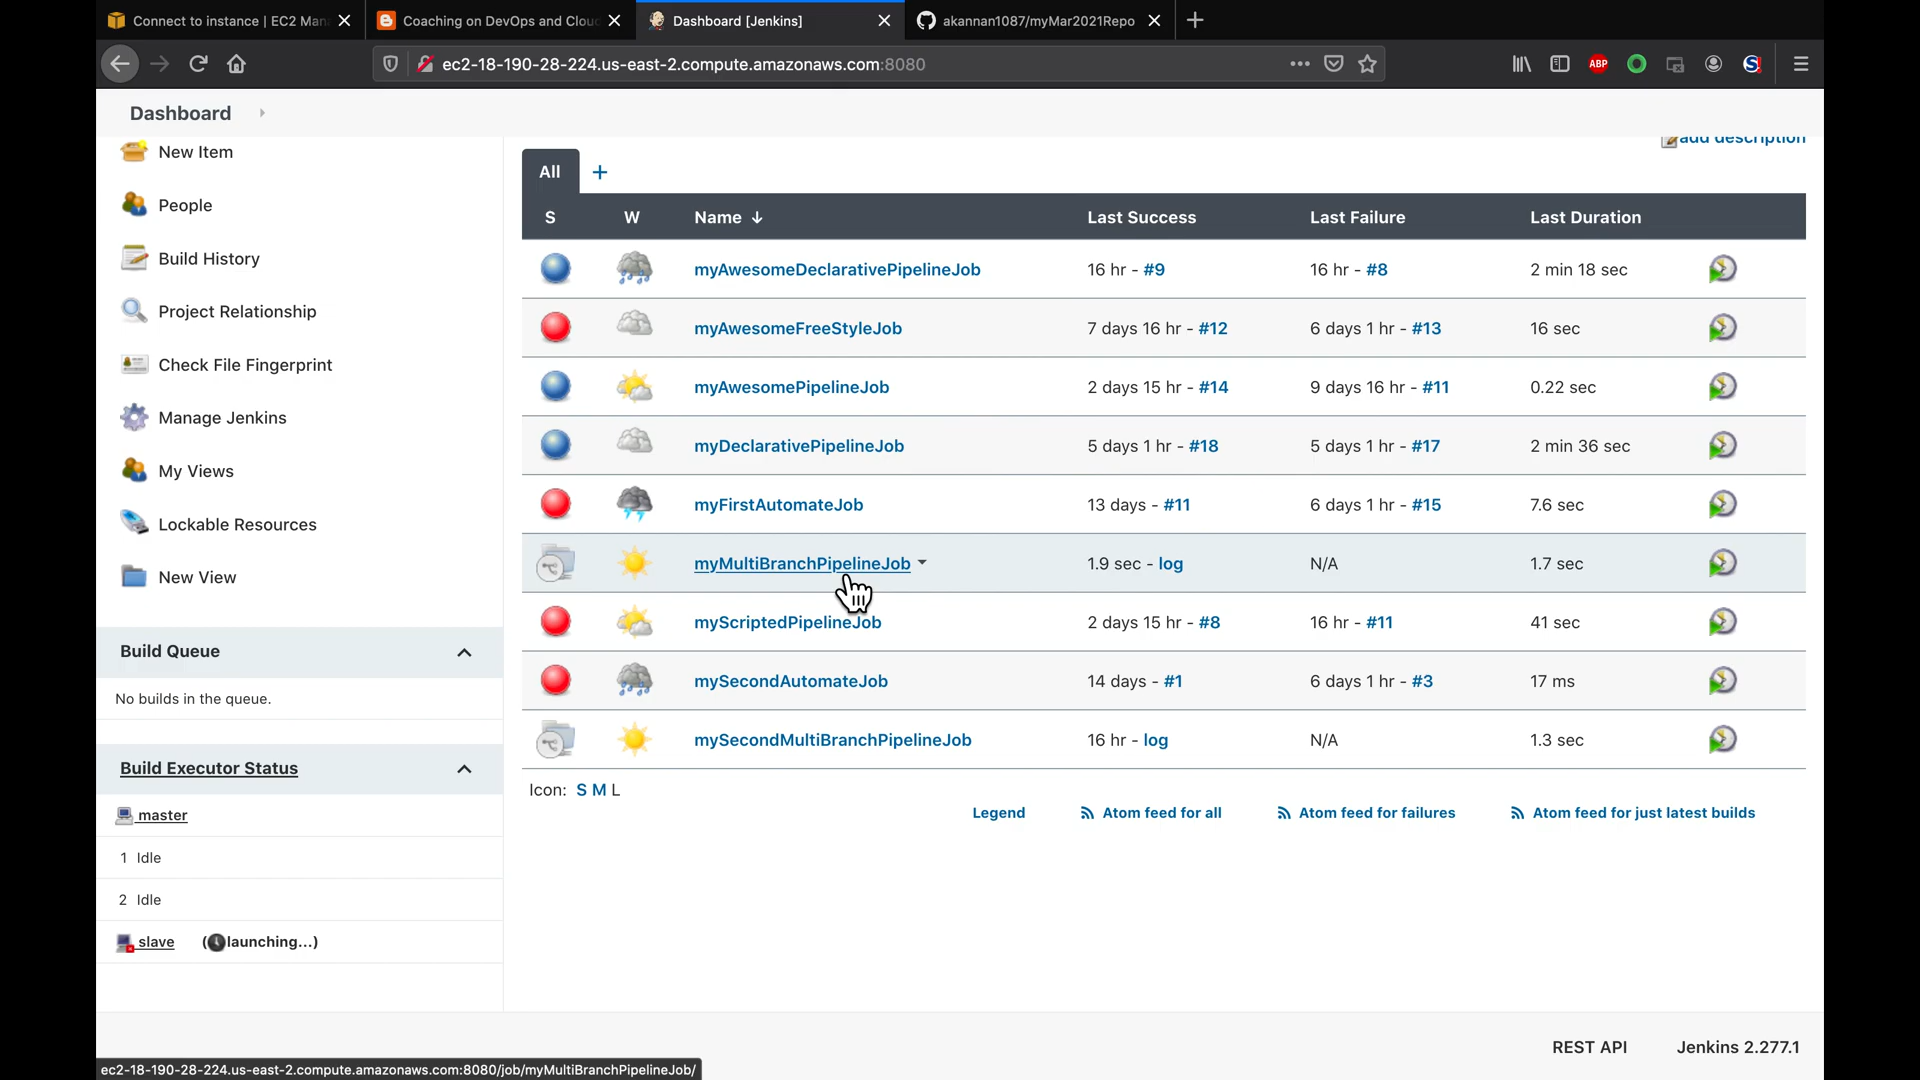 Connect to instance | EC2 Man
Coaching on DevOps and Clou
Dashboard [Jenkins]
akannan1087/myMar2021Repo
ec2-18-190-28-224.us-east-2.compute.amazonaws.com:8080
ABP
Dashboard
add description
New Item
People
Build History
Project Relationship
Check File Fingerprint
Manage Jenkins
My Views
Lockable Resources
New View
Build Queue
No builds in the queue.
Build Executor Status
master
1 Idle
2 Idle
slave (launching...)
All +
S W Name ↓ Last Success Last Failure Last Duration
myAwesomeDeclarativePipelineJob 16 hr - #9 16 hr - #8 2 min 18 sec
myAwesomeFreeStyleJob 7 days 16 hr - #12 6 days 1 hr - #13 16 sec
myAwesomePipelineJob 2 days 15 hr - #14 9 days 16 hr - #11 0.22 sec
myDeclarativePipelineJob 5 days 1 hr - #18 5 days 1 hr - #17 2 min 36 sec
myFirstAutomateJob 13 days - #11 6 days 1 hr - #15 7.6 sec
myMultiBranchPipelineJob 1.9 sec - log N/A 1.7 sec
myScriptedPipelineJob 2 days 15 hr - #8 16 hr - #11 41 sec
mySecondAutomateJob 14 days - #1 6 days 1 hr - #3 17 ms
mySecondMultiBranchPipelineJob 16 hr - log N/A 1.3 sec
Icon: S M L
Legend Atom feed for all Atom feed for failures Atom feed for just latest builds
REST API Jenkins 2.277.1
ec2-18-190-28-224.us-east-2.compute.amazonaws.com:8080/job/myMultiBranchPipelineJob/